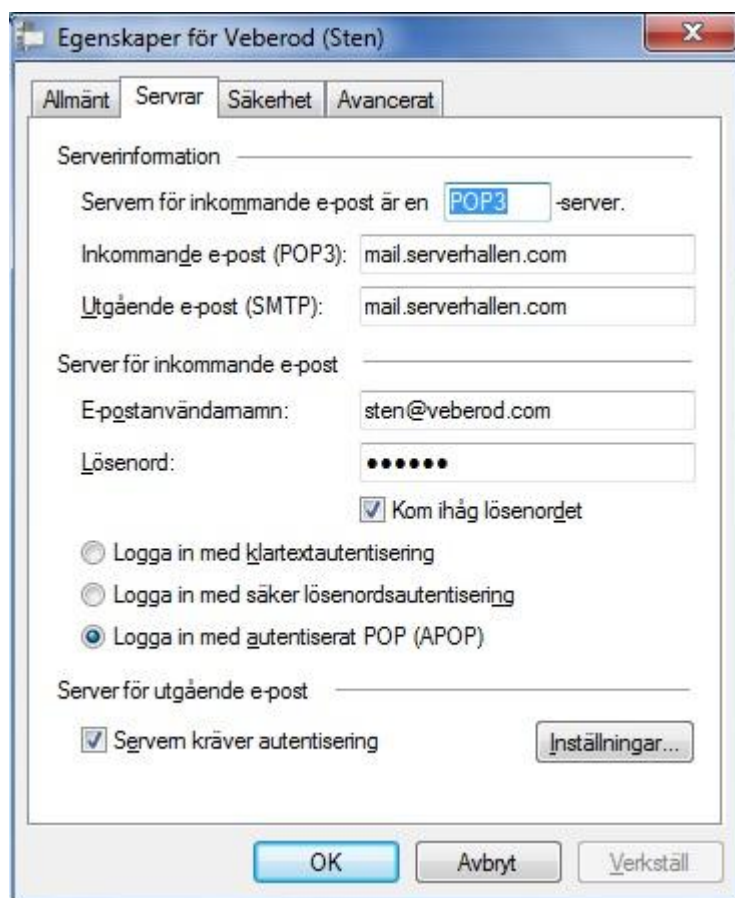 Egenskaper för Veberod (Sten)
Allmänt Servrar Säkerhet Avancerat
Serverinformation
Servern för inkommande e-post är en POP3 -server.
Inkommande e-post (POP3): mail.serverhallen.com
Utgående e-post (SMTP): mail.serverhallen.com
Server för inkommande e-post
E-postanvändarnamn: sten@veberod.com
Lösenord: ••••••
Kom ihåg lösenordet
Logga in med klartextautentisering
Logga in med säker lösenordsautentisering
Logga in med autentiserat POP (APOP)
Server för utgående e-post
Servern kräver autentisering Inställningar...
OK Avbryt Verkställ